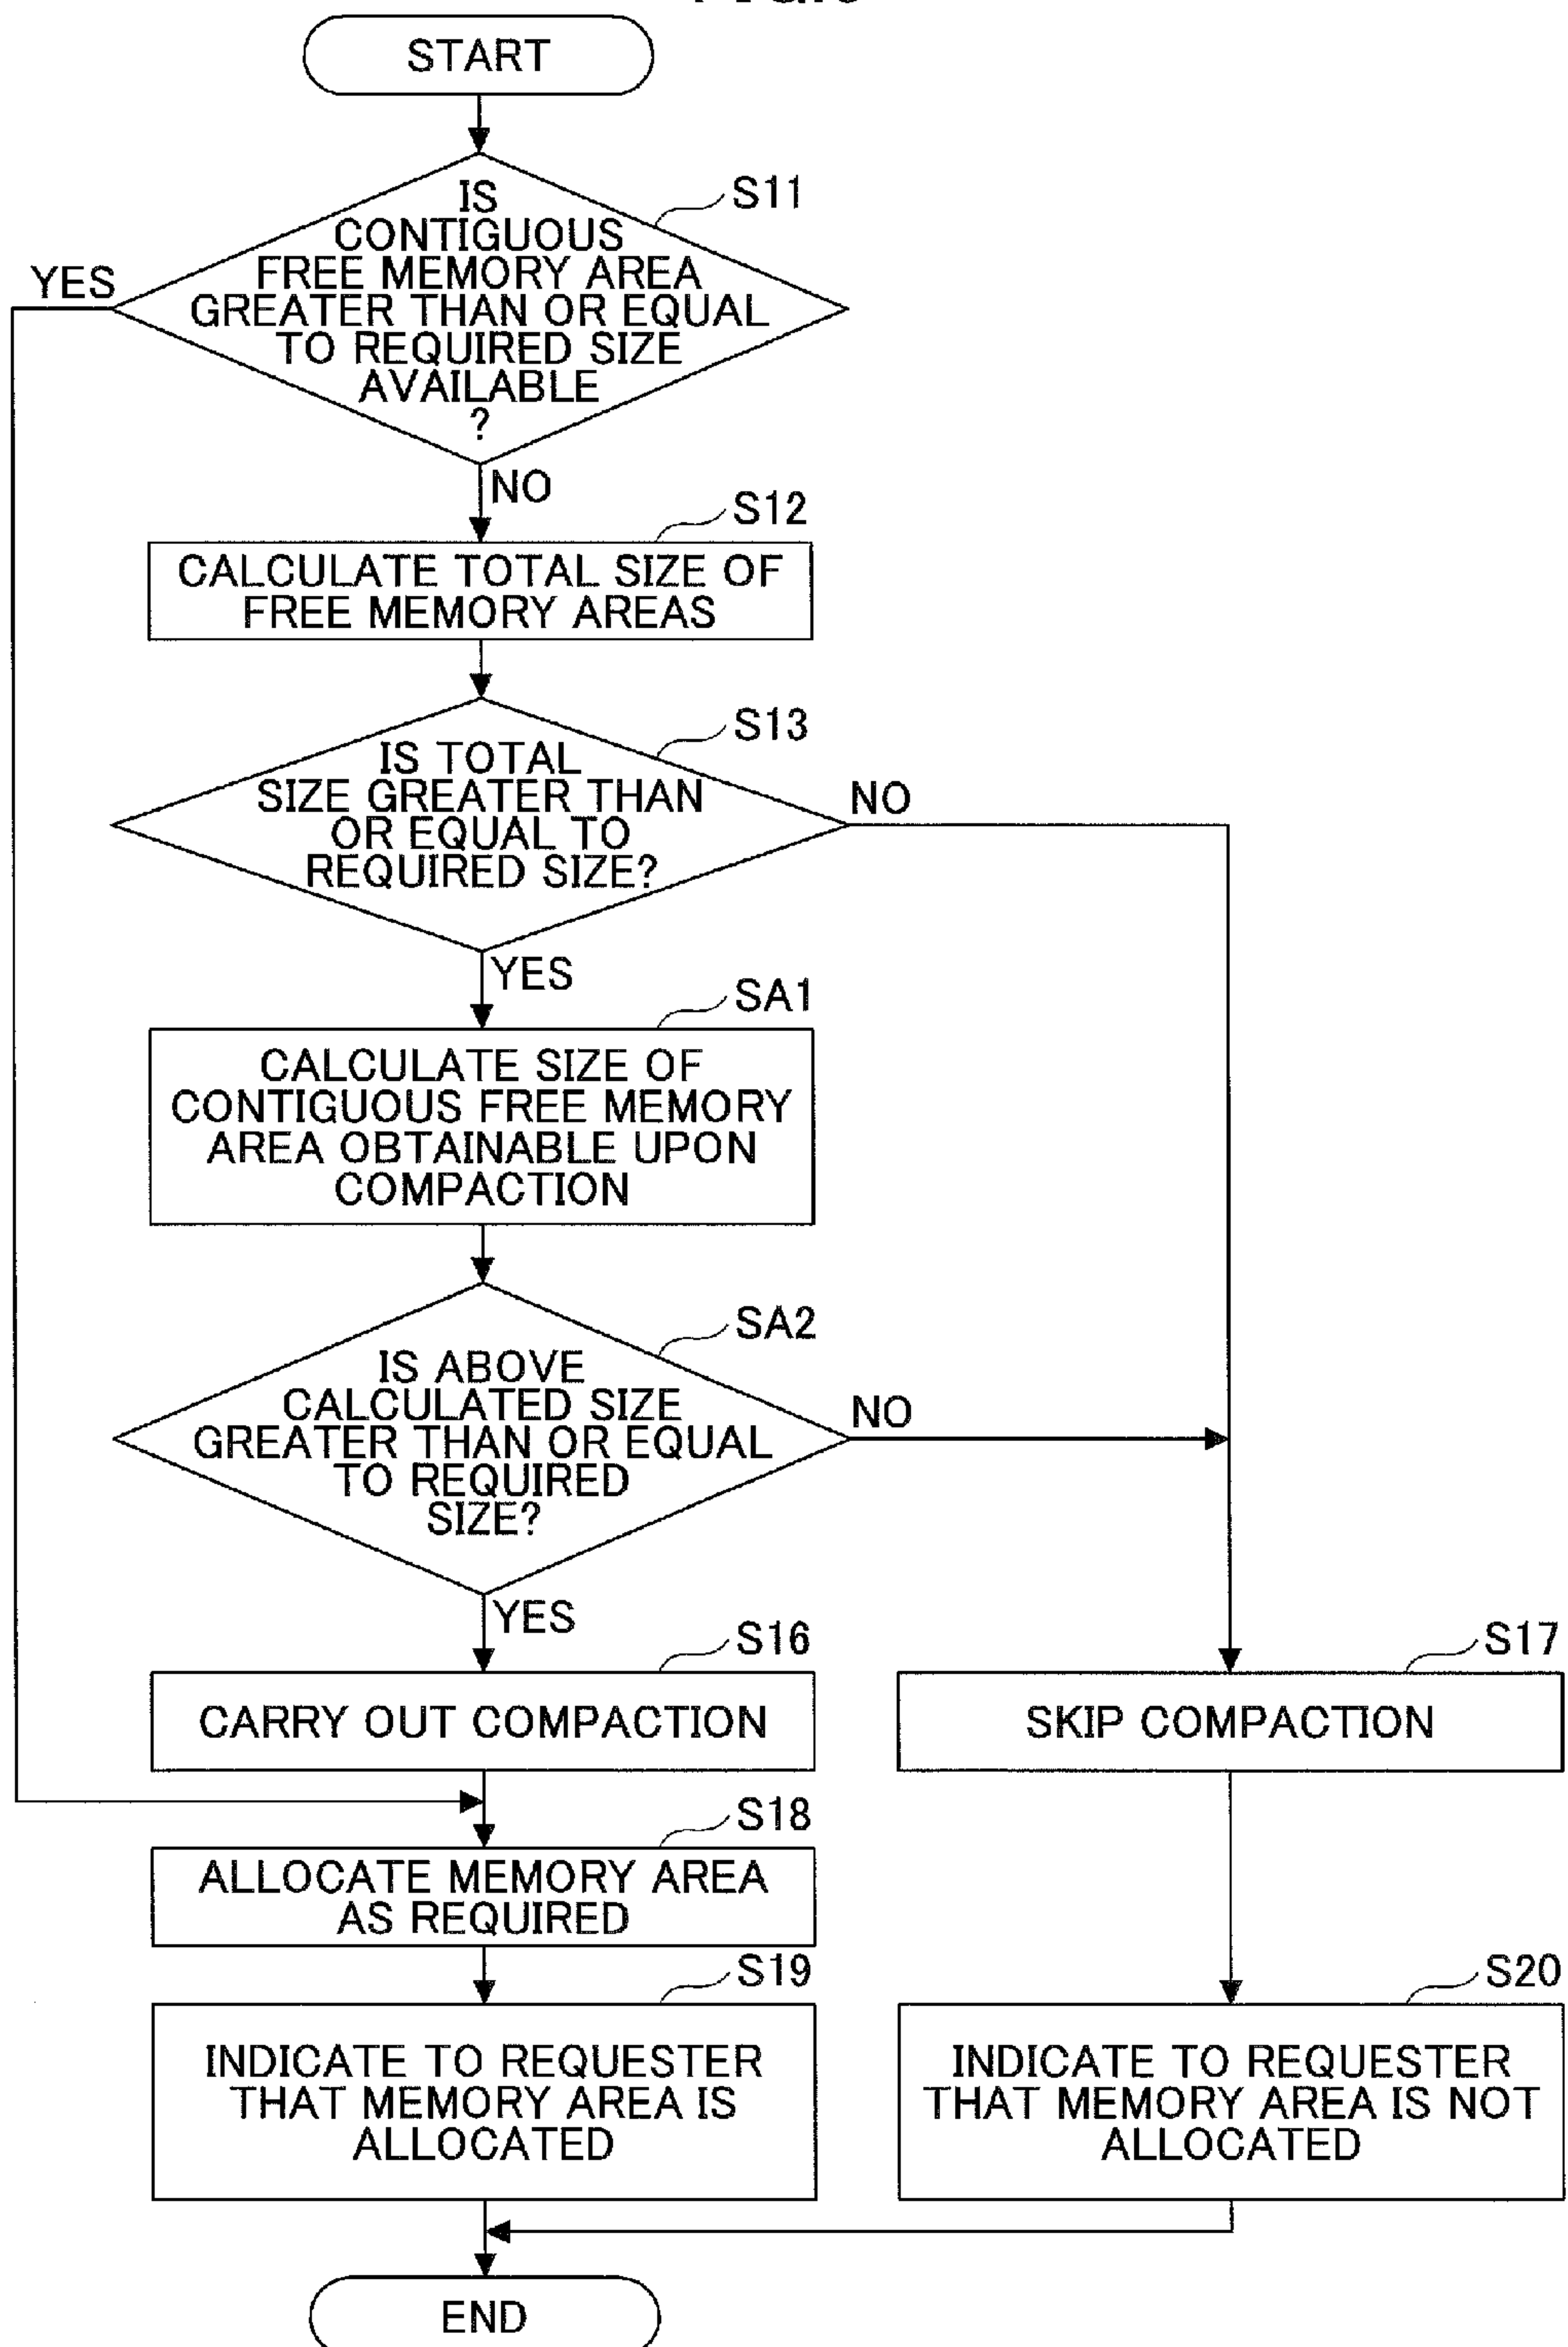 START
S11
IS
CONTIGUOUS
FREE MEMORY AREA
GREATER THAN OR EQUAL
TO REQUIRED SIZE
AVAILABLE
?
YES
NO
S12
CALCULATE TOTAL SIZE OF
FREE MEMORY AREAS
S13
IS TOTAL
SIZE GREATER THAN
OR EQUAL TO
REQUIRED SIZE?
NO
YES
SA1
CALCULATE SIZE OF
CONTIGUOUS FREE MEMORY
AREA OBTAINABLE UPON
COMPACTION
SA2
IS ABOVE
CALCULATED SIZE
GREATER THAN OR EQUAL
TO REQUIRED
SIZE?
NO
YES
S16
CARRY OUT COMPACTION
S17
SKIP COMPACTION
S18
ALLOCATE MEMORY AREA
AS REQUIRED
S19
INDICATE TO REQUESTER
THAT MEMORY AREA IS
ALLOCATED
S20
INDICATE TO REQUESTER
THAT MEMORY AREA IS NOT
ALLOCATED
END